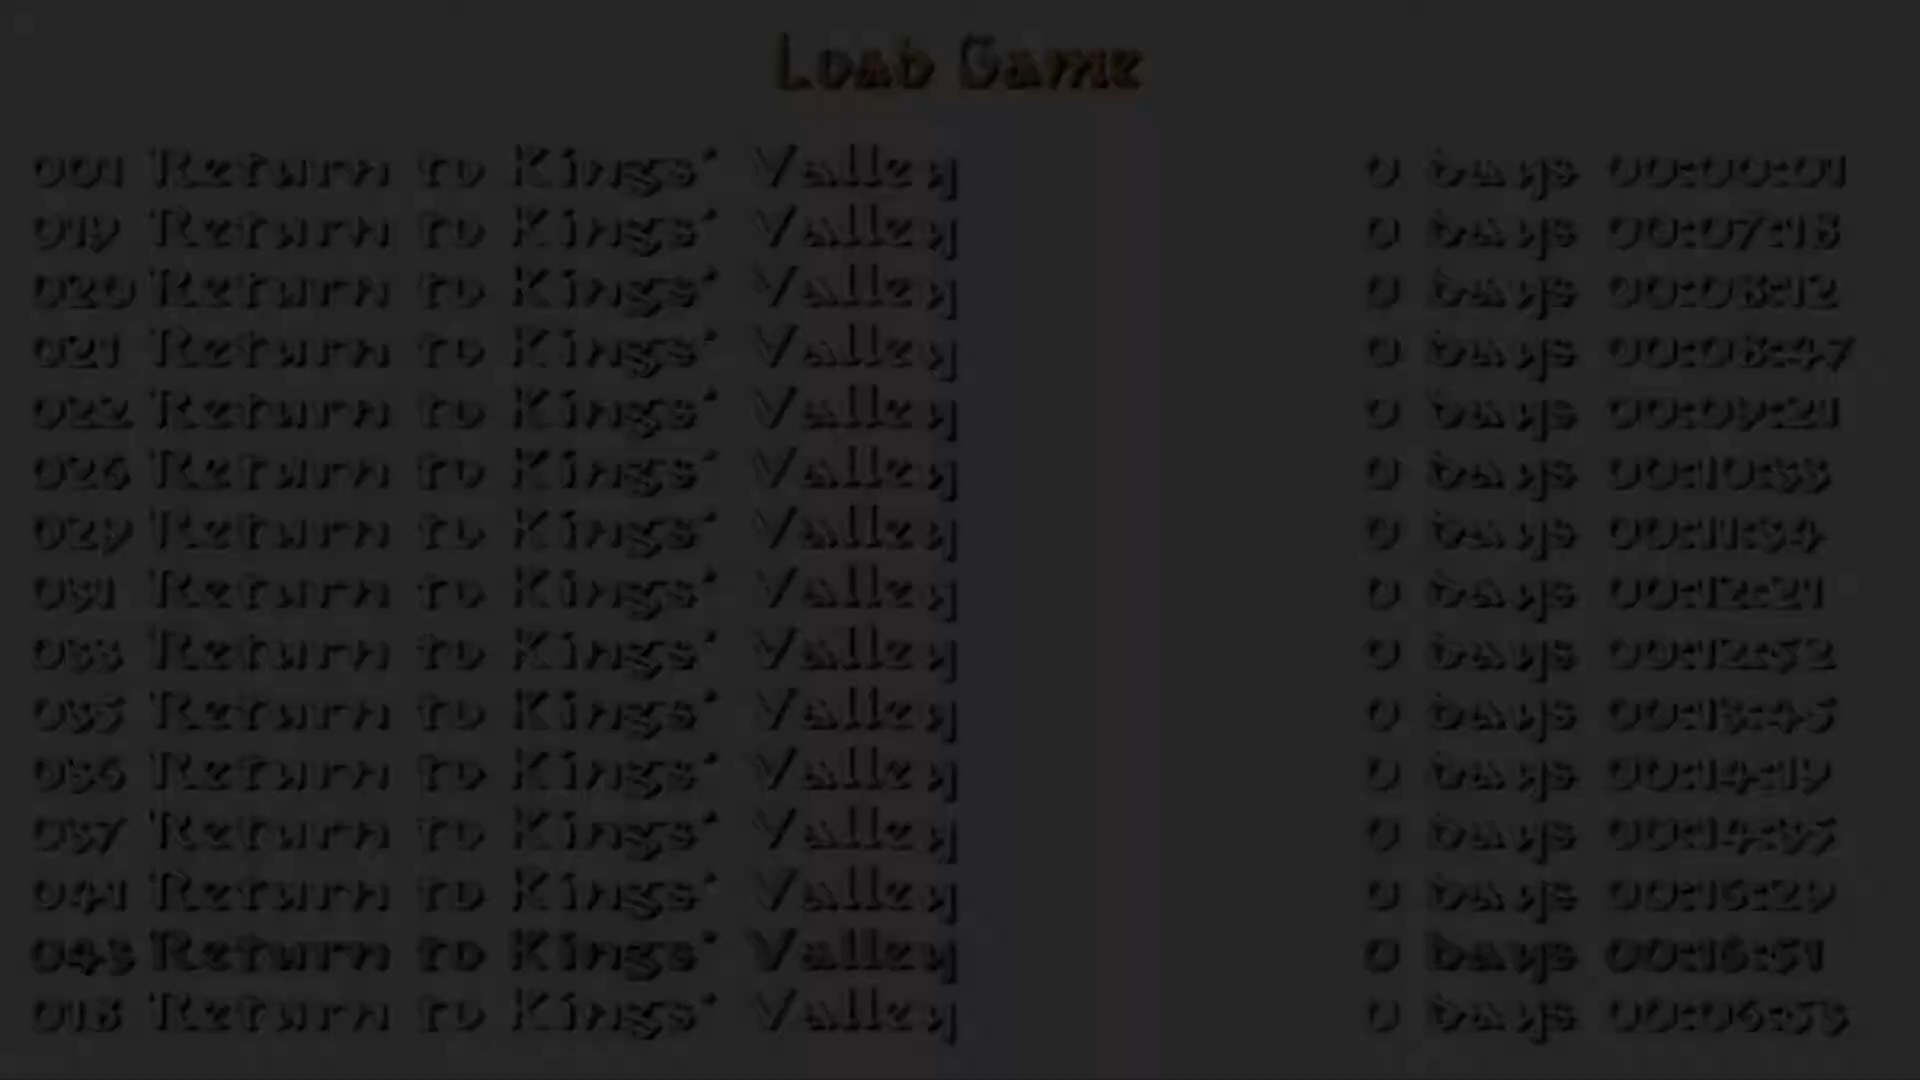 Load Game
001 Return to Kings' Valley 0 days 00:00:01
019 Return to Kings' Valley 0 days 00:07:18
020 Return to Kings' Valley 0 days 00:08:12
021 Return to Kings' Valley 0 days 00:08:47
022 Return to Kings' Valley 0 days 00:09:21
026 Return to Kings' Valley 0 days 00:10:33
029 Return to Kings' Valley 0 days 00:11:34
031 Return to Kings' Valley 0 days 00:12:21
033 Return to Kings' Valley 0 days 00:12:52
035 Return to Kings' Valley 0 days 00:13:45
036 Return to Kings' Valley 0 days 00:14:19
037 Return to Kings' Valley 0 days 00:14:35
041 Return to Kings' Valley 0 days 00:16:29
043 Return to Kings' Valley 0 days 00:16:51
018 Return to Kings' Valley 0 days 00:06:53